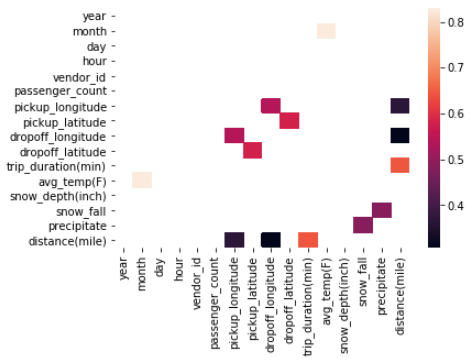 year
month
day
hour
vendor_id
passenger_count
pickup_longitude
pickup_latitude
dropoff_longitude
dropoff_latitude
trip_duration(min)
avg_temp(F)
snow_depth(inch)
snow_fall
precipitate
distance(mile)
year
month
day
hour
vendor_id
passenger_count
pickup_longitude
pickup_latitude
dropoff_longitude
dropoff_latitude
trip_duration(min)
avg_temp(F)
snow_depth(inch)
snow_fall
precipitate
distance(mile)
0.8
0.7
0.6
0.5
0.4